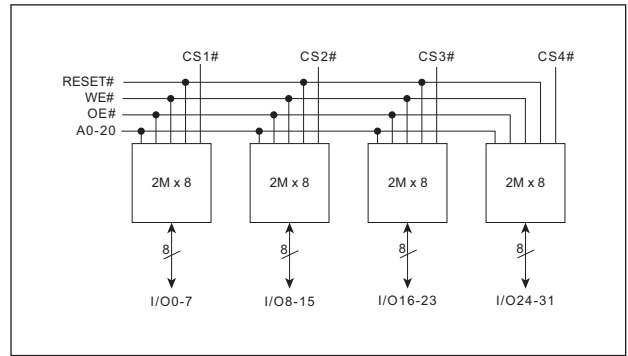 CS1# CS2# CS3# CS4#
RESET#
WE#
OE#
A0-20
2M x 8 2M x 8 2M x 8 2M x 8
8 8 8 8
I/O0-7 I/O8-15 I/O16-23 I/O24-31